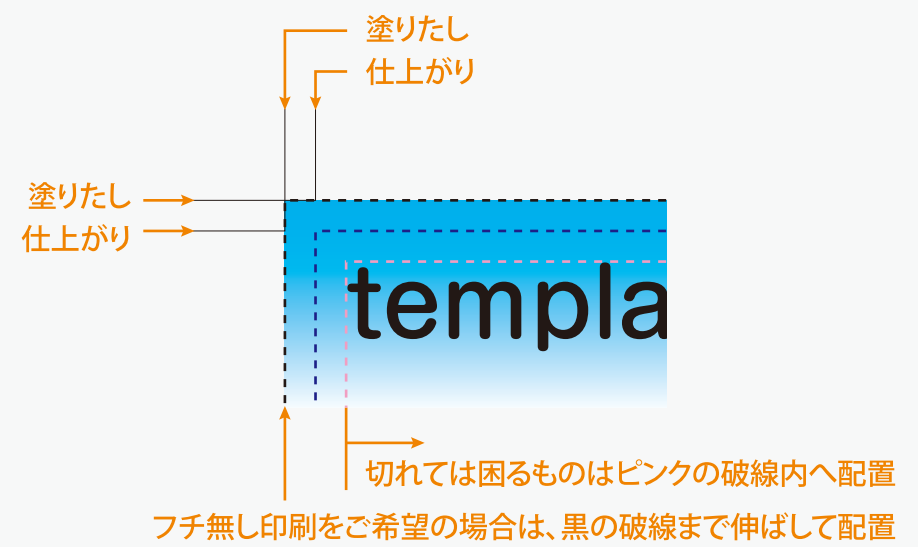 塗りたし
仕上がり
塗りたし
仕上がり
templa
切れては困るものはピンクの破線内へ配置
フチ無し印刷をご希望の場合は、黒の破線まで伸ばして配置